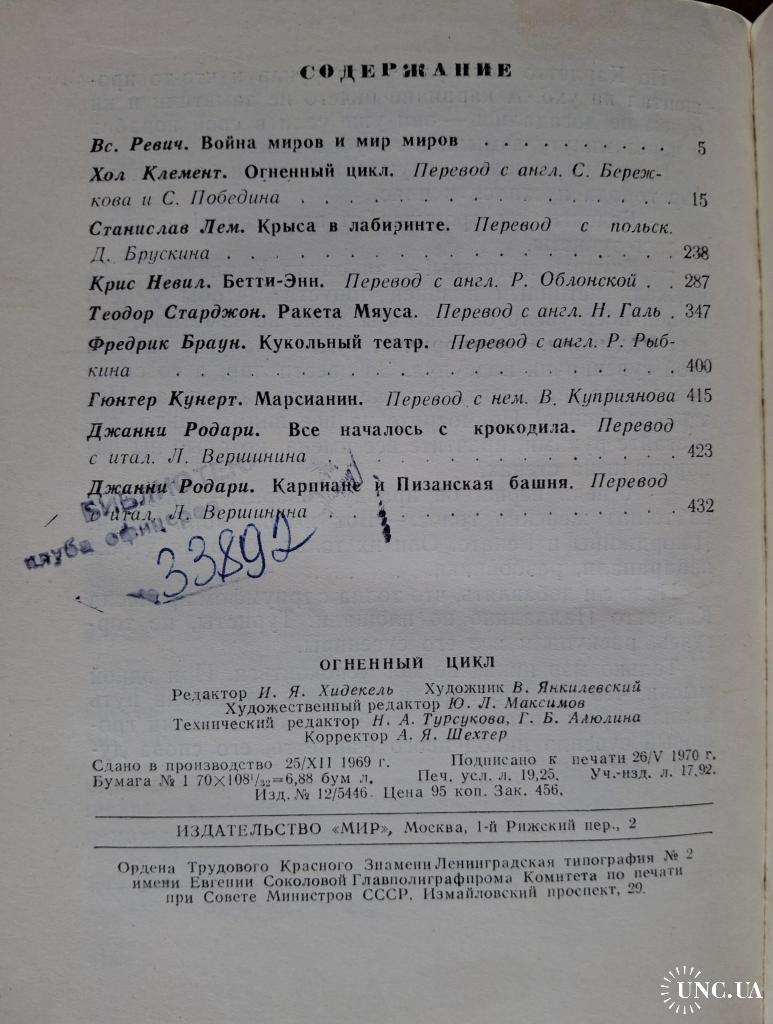 СОДЕРЖАНИЕ
Вс. Ревич. Война миров и мир миров . . . . . . . . . . 5
Хол Клемент. Огненный цикл. Перевод с англ. С. Береж-
кова и С. Победина . . . . . . . . . . . . . . . . . 15
Станислав Лем. Крыса в лабиринте. Перевод с польск.
Д. Брускина . . . . . . . . . . . . . . . . . . . . 238
Крис Невил. Бетти-Энн. Перевод с англ. Р. Облонской . . 287
Теодор Старджон. Ракета Мяуса. Перевод с англ. Н. Галь . 347
Фредрик Браун. Кукольный театр. Перевод с англ. Р. Рыб-
кина . . . . . . . . . . . . . . . . . . . . . . . 400
Гюнтер Кунерт. Марсианин. Перевод с нем. В. Куприянова 415
Джанни Родари. Все началось с крокодила. Перевод
с итал. Л. Вершинина . . . . . . . . . . . . . . . . 423
Джанни Родари. Карпиане и Пизанская башня. Перевод
с итал. Л. Вершинина . . . . . . . . . . . . . . . . 432
клуба офицеров
33892
ОГНЕННЫЙ ЦИКЛ
Редактор И. Я. Хидекель Художник В. Янкилевский
Художественный редактор Ю. Л. Максимов
Технический редактор Н. А. Турсукова, Г. Б. Алюлина
Корректор А. Я. Шехтер
Сдано в производство 25/XII 1969 г. Подписано к печати 26/V 1970 г.
Бумага № 1 70×108¹/₃₂=6,88 бум л. Печ. усл. л. 19,25. Уч.-изд. л. 17,92.
Изд. № 12/5446. Цена 95 коп. Зак. 456.
ИЗДАТЕЛЬСТВО «МИР», Москва, 1-й Рижский пер., 2
Ордена Трудового Красного Знамени Ленинградская типография № 2
имени Евгении Соколовой Главполиграфпрома Комитета по печати
при Совете Министров СССР. Измайловский проспект, 29.
UNC.UA